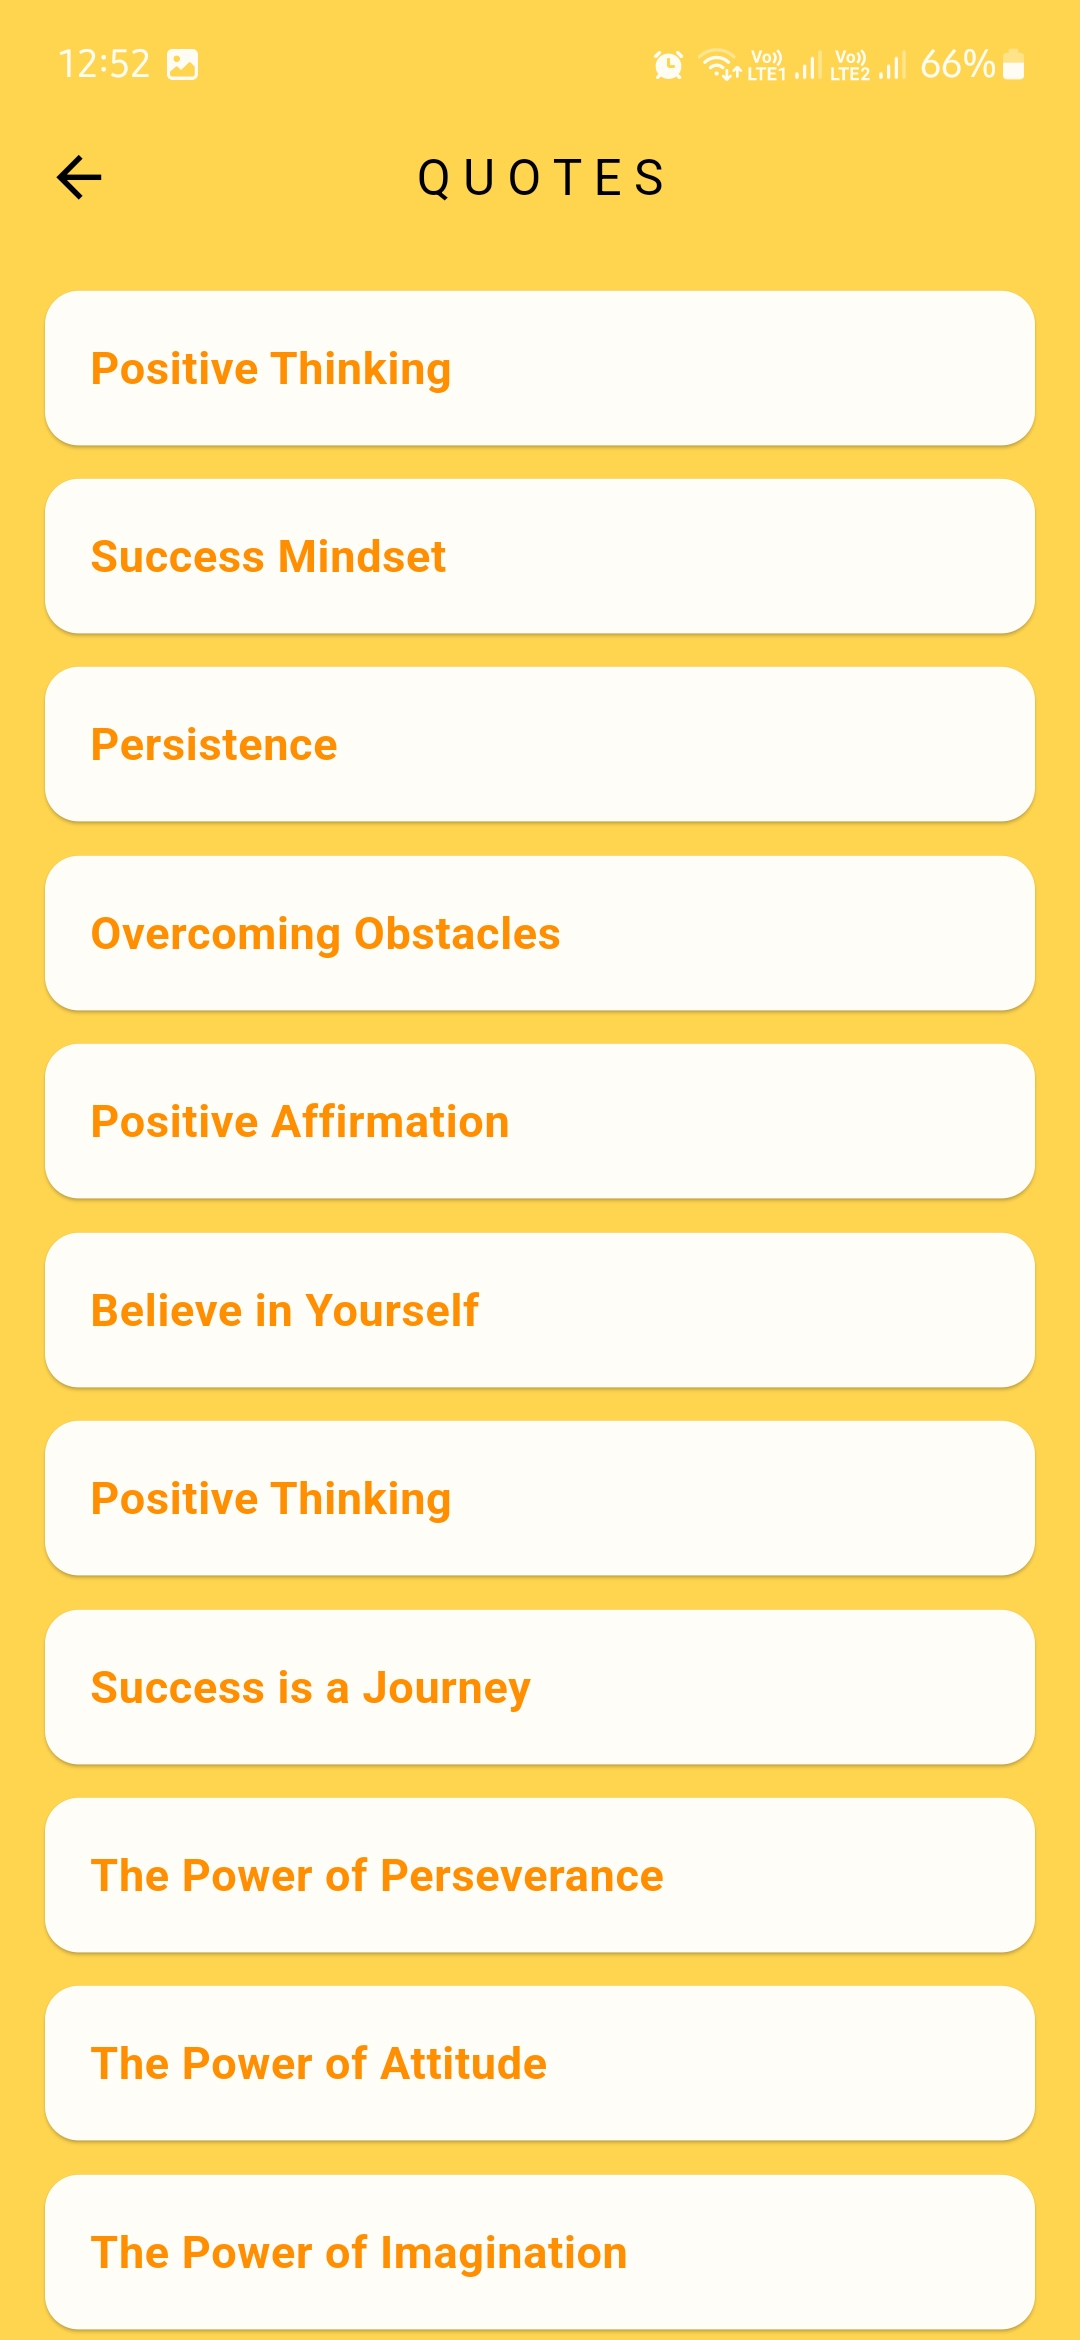 12:52 Vo)) LTE1 Vo)) LTE2 66%
QUOTES
Positive Thinking
Success Mindset
Persistence
Overcoming Obstacles
Positive Affirmation
Believe in Yourself
Positive Thinking
Success is a Journey
The Power of Perseverance
The Power of Attitude
The Power of Imagination